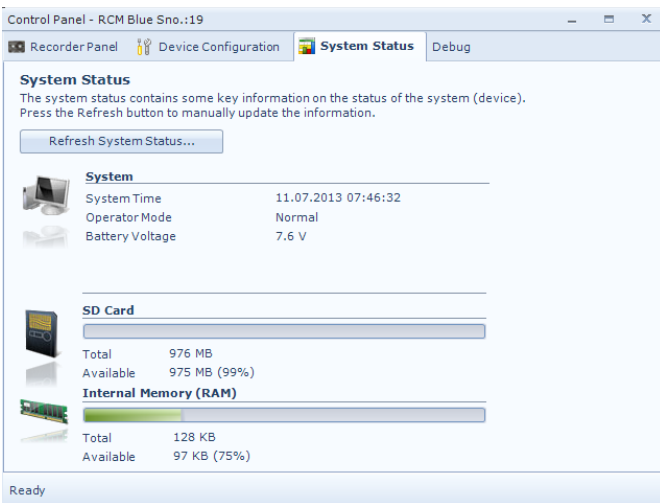 Control Panel - RCM Blue Sno.:19
Recorder Panel Device Configuration System Status Debug
System Status
The system status contains some key information on the status of the system (device).
Press the Refresh button to manually update the information.
Refresh System Status...
System
System Time 11.07.2013 07:46:32
Operator Mode Normal
Battery Voltage 7.6 V
SD Card
Total 976 MB
Available 975 MB (99%)
Internal Memory (RAM)
Total 128 KB
Available 97 KB (75%)
Ready